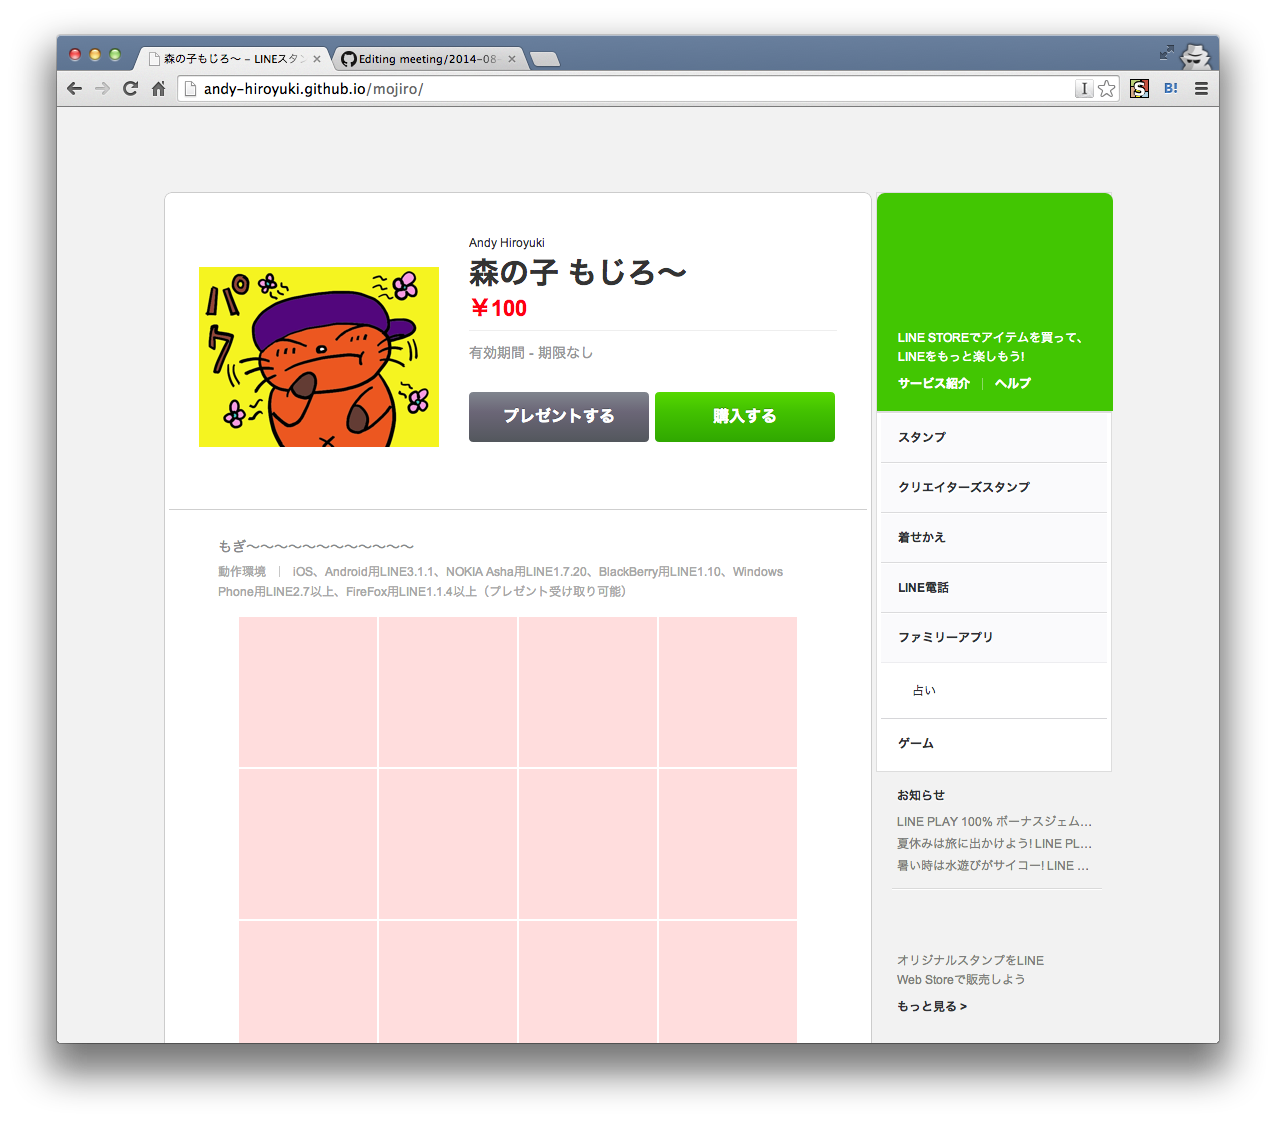 森の子もじろ〜 - LINEスタン
Editing meeting/2014-08-
andy-hiroyuki.github.io/mojiro/
B!
Andy Hiroyuki
森の子 もじろ〜
￥100
有効期間 - 期限なし
プレゼントする
購入する
パク
もぎ〜〜〜〜〜〜〜〜〜〜〜〜
動作環境 | iOS、Android用LINE3.1.1、NOKIA Asha用LINE1.7.20、BlackBerry用LINE1.10、Windows
Phone用LINE2.7以上、FireFox用LINE1.1.4以上（プレゼント受け取り可能）
LINE STOREでアイテムを買って、
LINEをもっと楽しもう!
サービス紹介 | ヘルプ
スタンプ
クリエイターズスタンプ
着せかえ
LINE電話
ファミリーアプリ
占い
ゲーム
お知らせ
LINE PLAY 100% ボーナスジェム...
夏休みは旅に出かけよう! LINE PL...
暑い時は水遊びがサイコー! LINE ...
オリジナルスタンプをLINE
Web Storeで販売しよう
もっと見る >